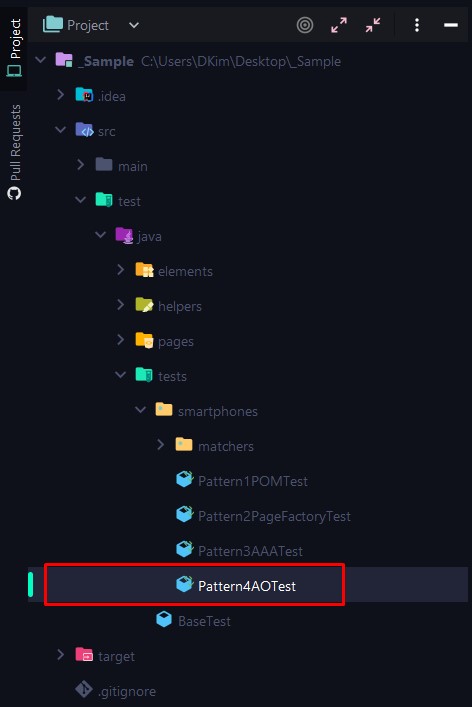 Project
Pull Requests
Project
_Sample C:\Users\DKim\Desktop\_Sample
.idea
src
main
test
java
elements
helpers
pages
tests
smartphones
matchers
Pattern1POMTest
Pattern2PageFactoryTest
Pattern3AAATest
Pattern4AOTest
BaseTest
target
.gitignore